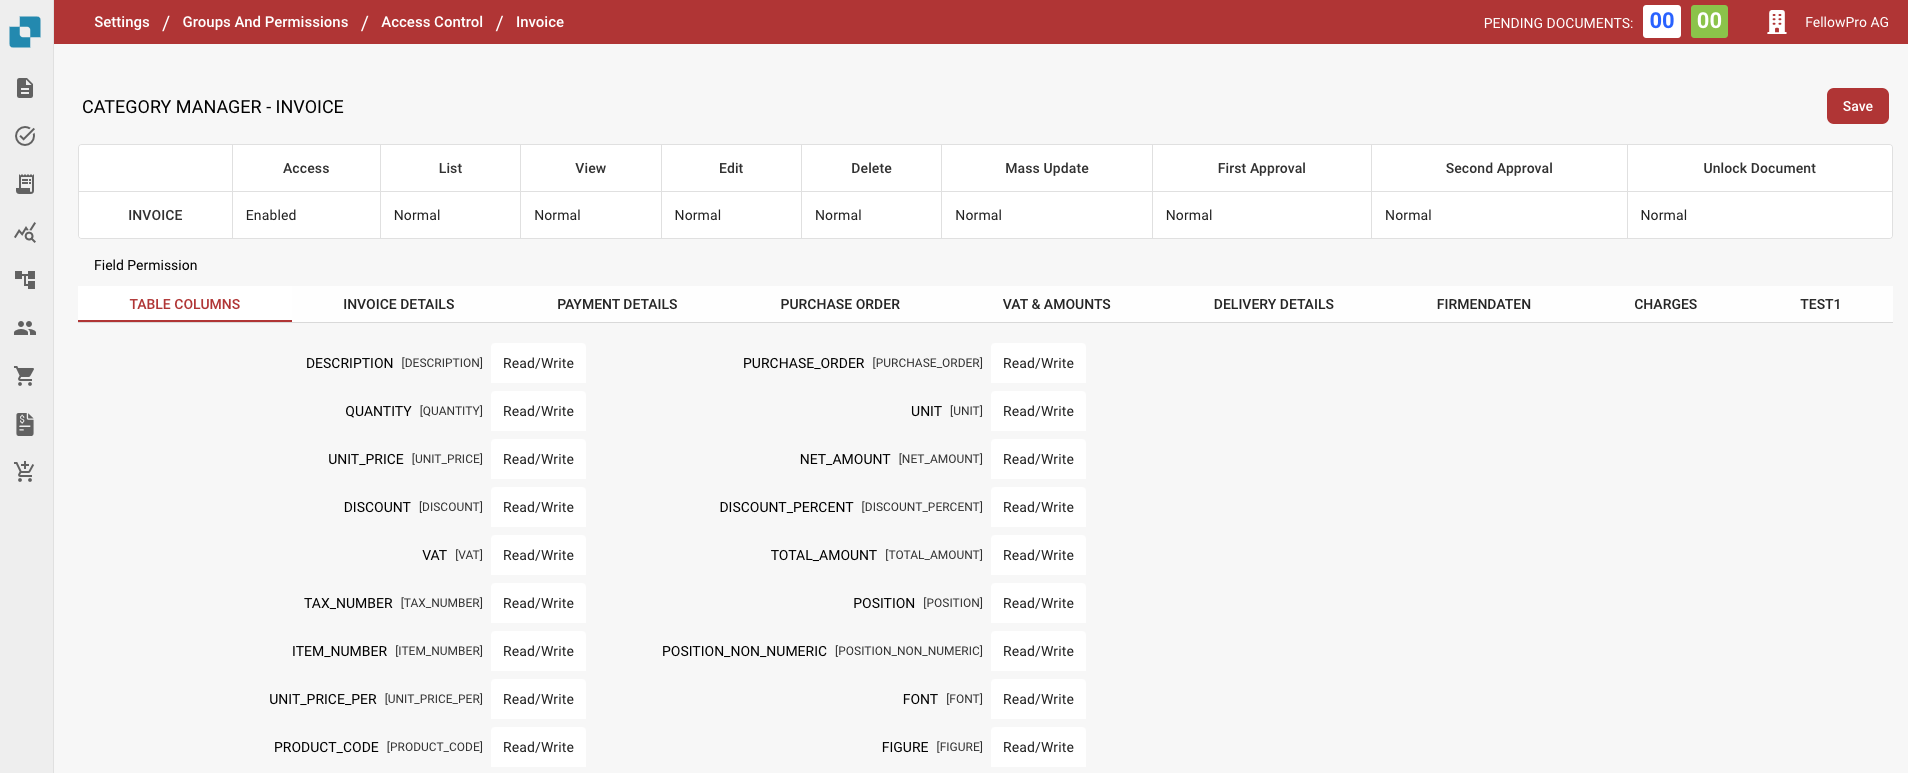 Settings / Groups And Permissions / Access Control / Invoice
PENDING DOCUMENTS: 00 00 FellowPro AG
CATEGORY MANAGER - INVOICE
Save
Access List View Edit Delete Mass Update First Approval Second Approval Unlock Document
INVOICE Enabled Normal Normal Normal Normal Normal Normal Normal Normal
Field Permission
TABLE COLUMNS INVOICE DETAILS PAYMENT DETAILS PURCHASE ORDER VAT & AMOUNTS DELIVERY DETAILS FIRMENDATEN CHARGES TEST1
DESCRIPTION [DESCRIPTION] Read/Write PURCHASE_ORDER [PURCHASE_ORDER] Read/Write
QUANTITY [QUANTITY] Read/Write UNIT [UNIT] Read/Write
UNIT_PRICE [UNIT_PRICE] Read/Write NET_AMOUNT [NET_AMOUNT] Read/Write
DISCOUNT [DISCOUNT] Read/Write DISCOUNT_PERCENT [DISCOUNT_PERCENT] Read/Write
VAT [VAT] Read/Write TOTAL_AMOUNT [TOTAL_AMOUNT] Read/Write
TAX_NUMBER [TAX_NUMBER] Read/Write POSITION [POSITION] Read/Write
ITEM_NUMBER [ITEM_NUMBER] Read/Write POSITION_NON_NUMERIC [POSITION_NON_NUMERIC] Read/Write
UNIT_PRICE_PER [UNIT_PRICE_PER] Read/Write FONT [FONT] Read/Write
PRODUCT_CODE [PRODUCT_CODE] Read/Write FIGURE [FIGURE] Read/Write